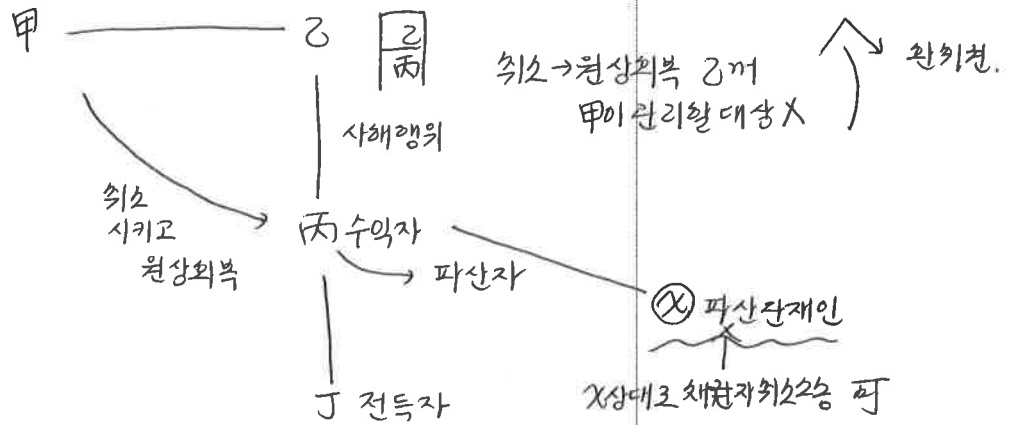 甲 乙
乙
丙
취소→원상회복 乙꺼
甲이 관리할 대상 X
환취권.
사해행위
취소
시키고
원상회복
丙 수익자
파산자
X 파산관재인
X상대로 채권자취소소송 可
丁 전득자